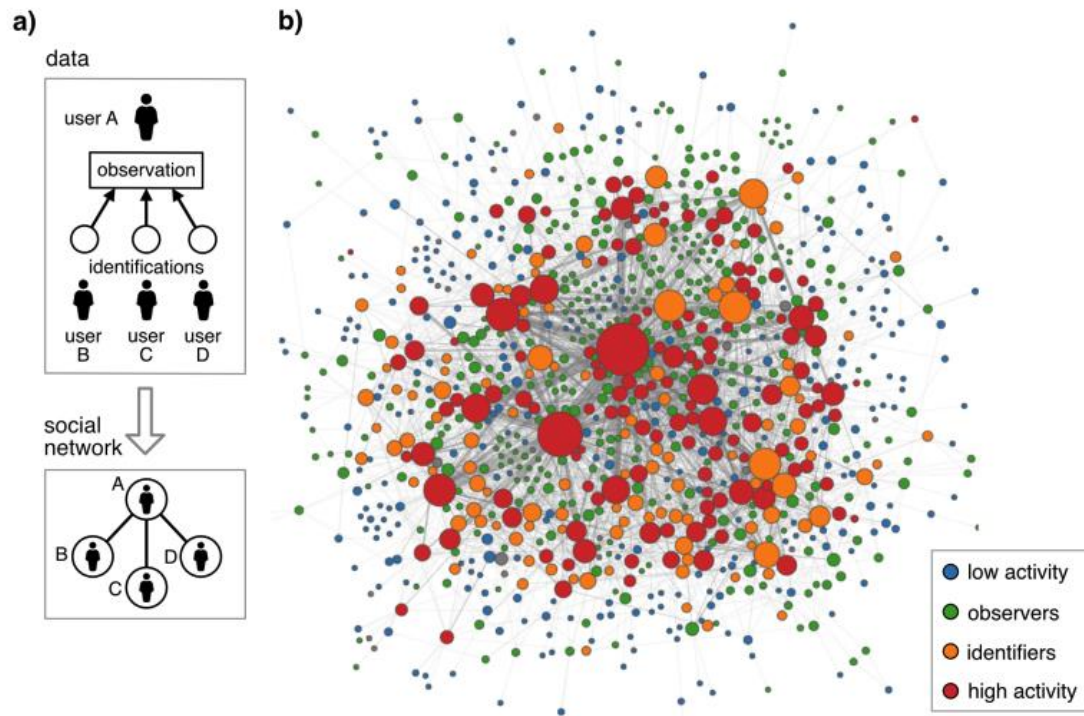 a)
data
user A
observation
identifications
user user user
B C D
social
network
A
B
D
C
b)
low activity
observers
identifiers
high activity